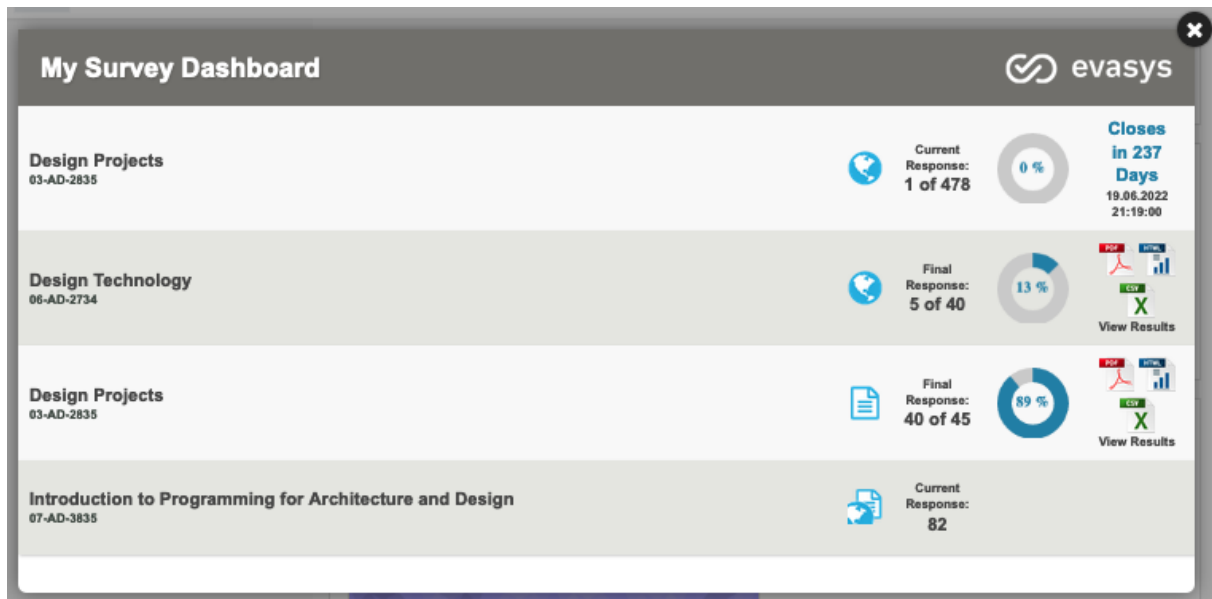 My Survey Dashboard
evasys
Design Projects
03-AD-2835
Current
Response:
1 of 478
0 %
Closes
in 237
Days
19.06.2022
21:19:00
Design Technology
06-AD-2734
Final
Response:
5 of 40
13 %
PDF
HTML
CSV
View Results
Design Projects
03-AD-2835
Final
Response:
40 of 45
89 %
PDF
HTML
CSV
View Results
Introduction to Programming for Architecture and Design
07-AD-3835
Current
Response:
82